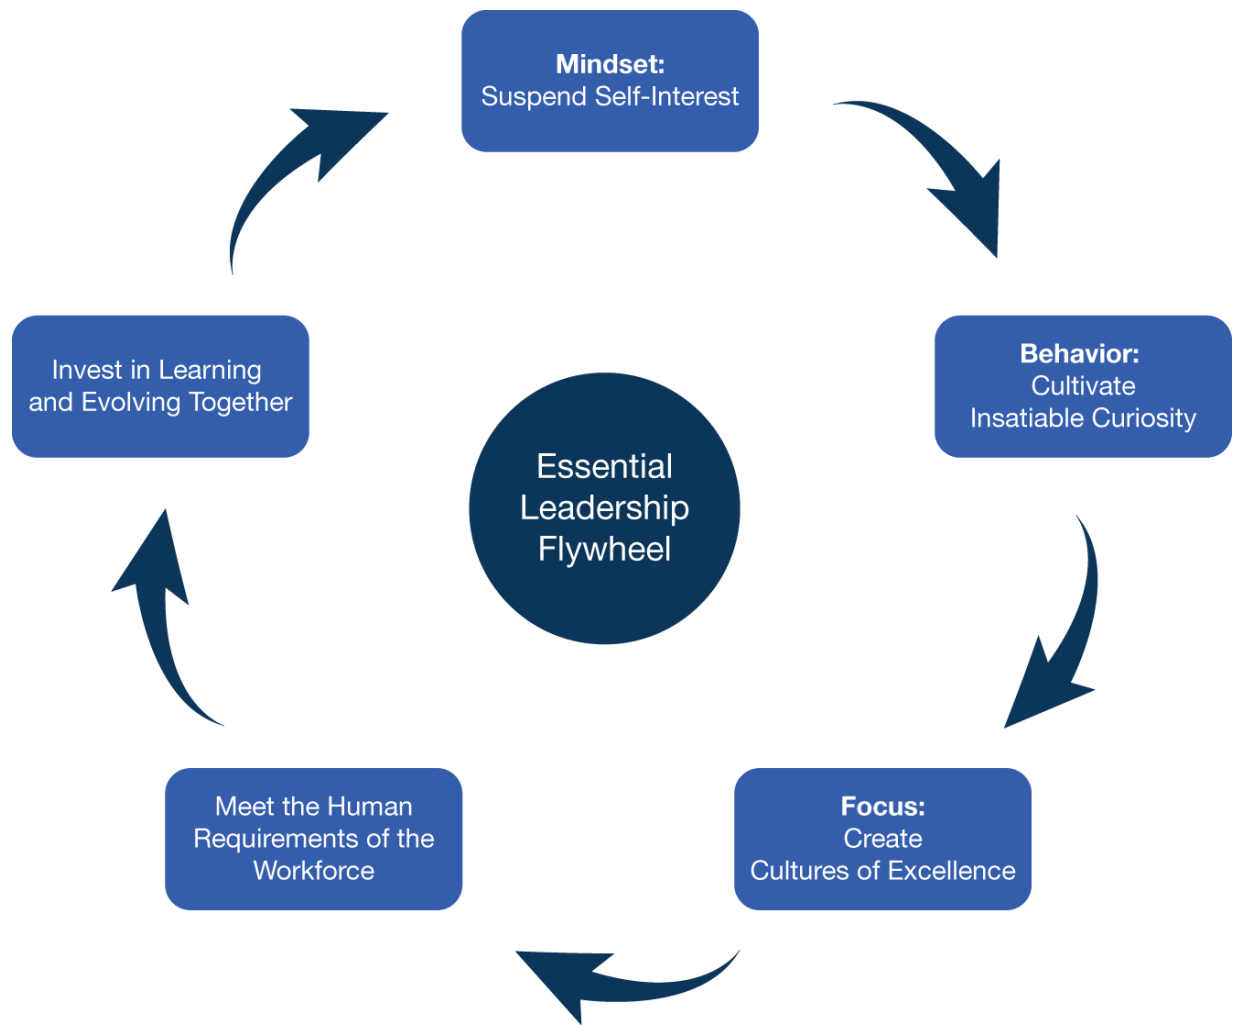 Mindset:
Suspend Self-Interest
Behavior:
Cultivate
Insatiable Curiosity
Focus:
Create
Cultures of Excellence
Meet the Human
Requirements of the
Workforce
Invest in Learning
and Evolving Together
Essential
Leadership
Flywheel